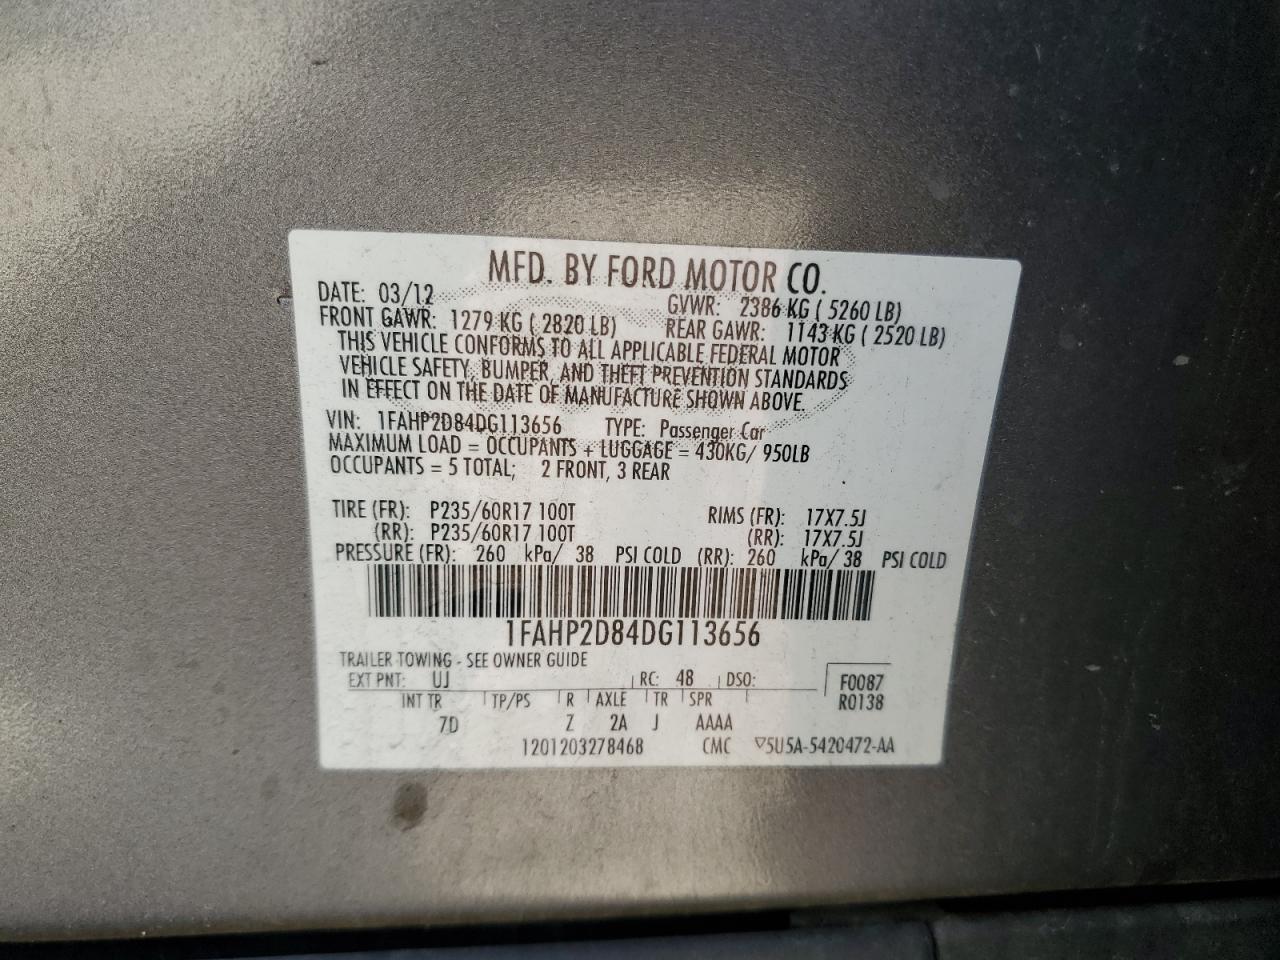 MFD. BY FORD MOTOR CO.
DATE: 03/12 GVWR: 2386 KG ( 5260 LB)
FRONT GAWR: 1279 KG ( 2820 LB) REAR GAWR: 1143 KG ( 2520 LB)
THIS VEHICLE CONFORMS TO ALL APPLICABLE FEDERAL MOTOR
VEHICLE SAFETY, BUMPER, AND THEFT PREVENTION STANDARDS
IN EFFECT ON THE DATE OF MANUFACTURE SHOWN ABOVE.
VIN: 1FAHP2D84DG113656 TYPE: Passenger Car
MAXIMUM LOAD = OCCUPANTS + LUGGAGE = 430KG/ 950LB
OCCUPANTS = 5 TOTAL; 2 FRONT, 3 REAR
TIRE (FR): P235/60R17 100T RIMS (FR): 17X7.5J
(RR): P235/60R17 100T (RR): 17X7.5J
PRESSURE (FR): 260 kPa/ 38 PSI COLD (RR): 260 kPa/ 38 PSI COLD
1FAHP2D84DG113656
TRAILER TOWING - SEE OWNER GUIDE
EXT PNT: UJ RC: 48 DSO: F0087
INT TR TP/PS R AXLE TR SPR R0138
7D Z 2A J AAAA
1201203278468 CMC ▽5U5A-5420472-AA